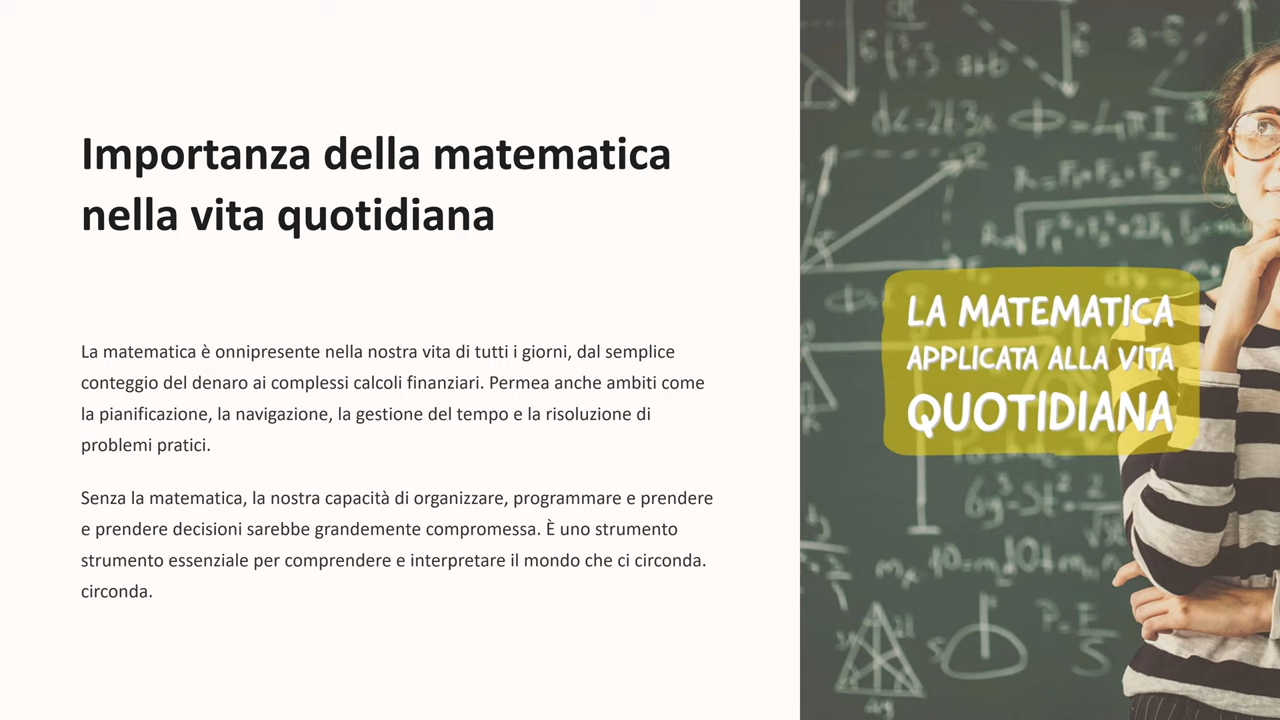 Importanza della matematica
nella vita quotidiana
La matematica è onnipresente nella nostra vita di tutti i giorni, dal semplice
conteggio del denaro ai complessi calcoli finanziari. Permea anche ambiti come
la pianificazione, la navigazione, la gestione del tempo e la risoluzione di
problemi pratici.
Senza la matematica, la nostra capacità di organizzare, programmare e prendere
e prendere decisioni sarebbe grandemente compromessa. È uno strumento
strumento essenziale per comprendere e interpretare il mondo che ci circonda.
circonda.
LA MATEMATICA
APPLICATA ALLA VITA
QUOTIDIANA